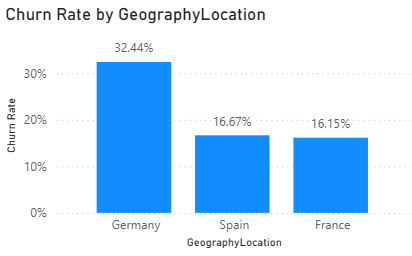 Churn Rate by GeographyLocation
32.44%
30%
16.67%
16.15%
20%
10%
0%
Churn Rate
Germany
Spain
France
GeographyLocation